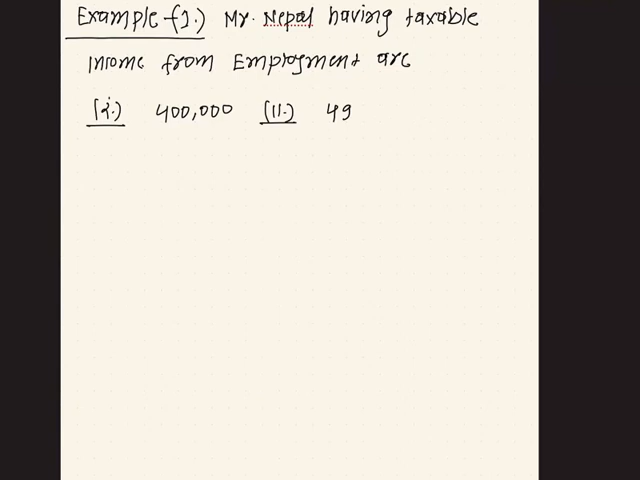 Example-(1.) Mr. Nepal having taxable
Income from Employment are
(i.) 400,000 (II.) 49